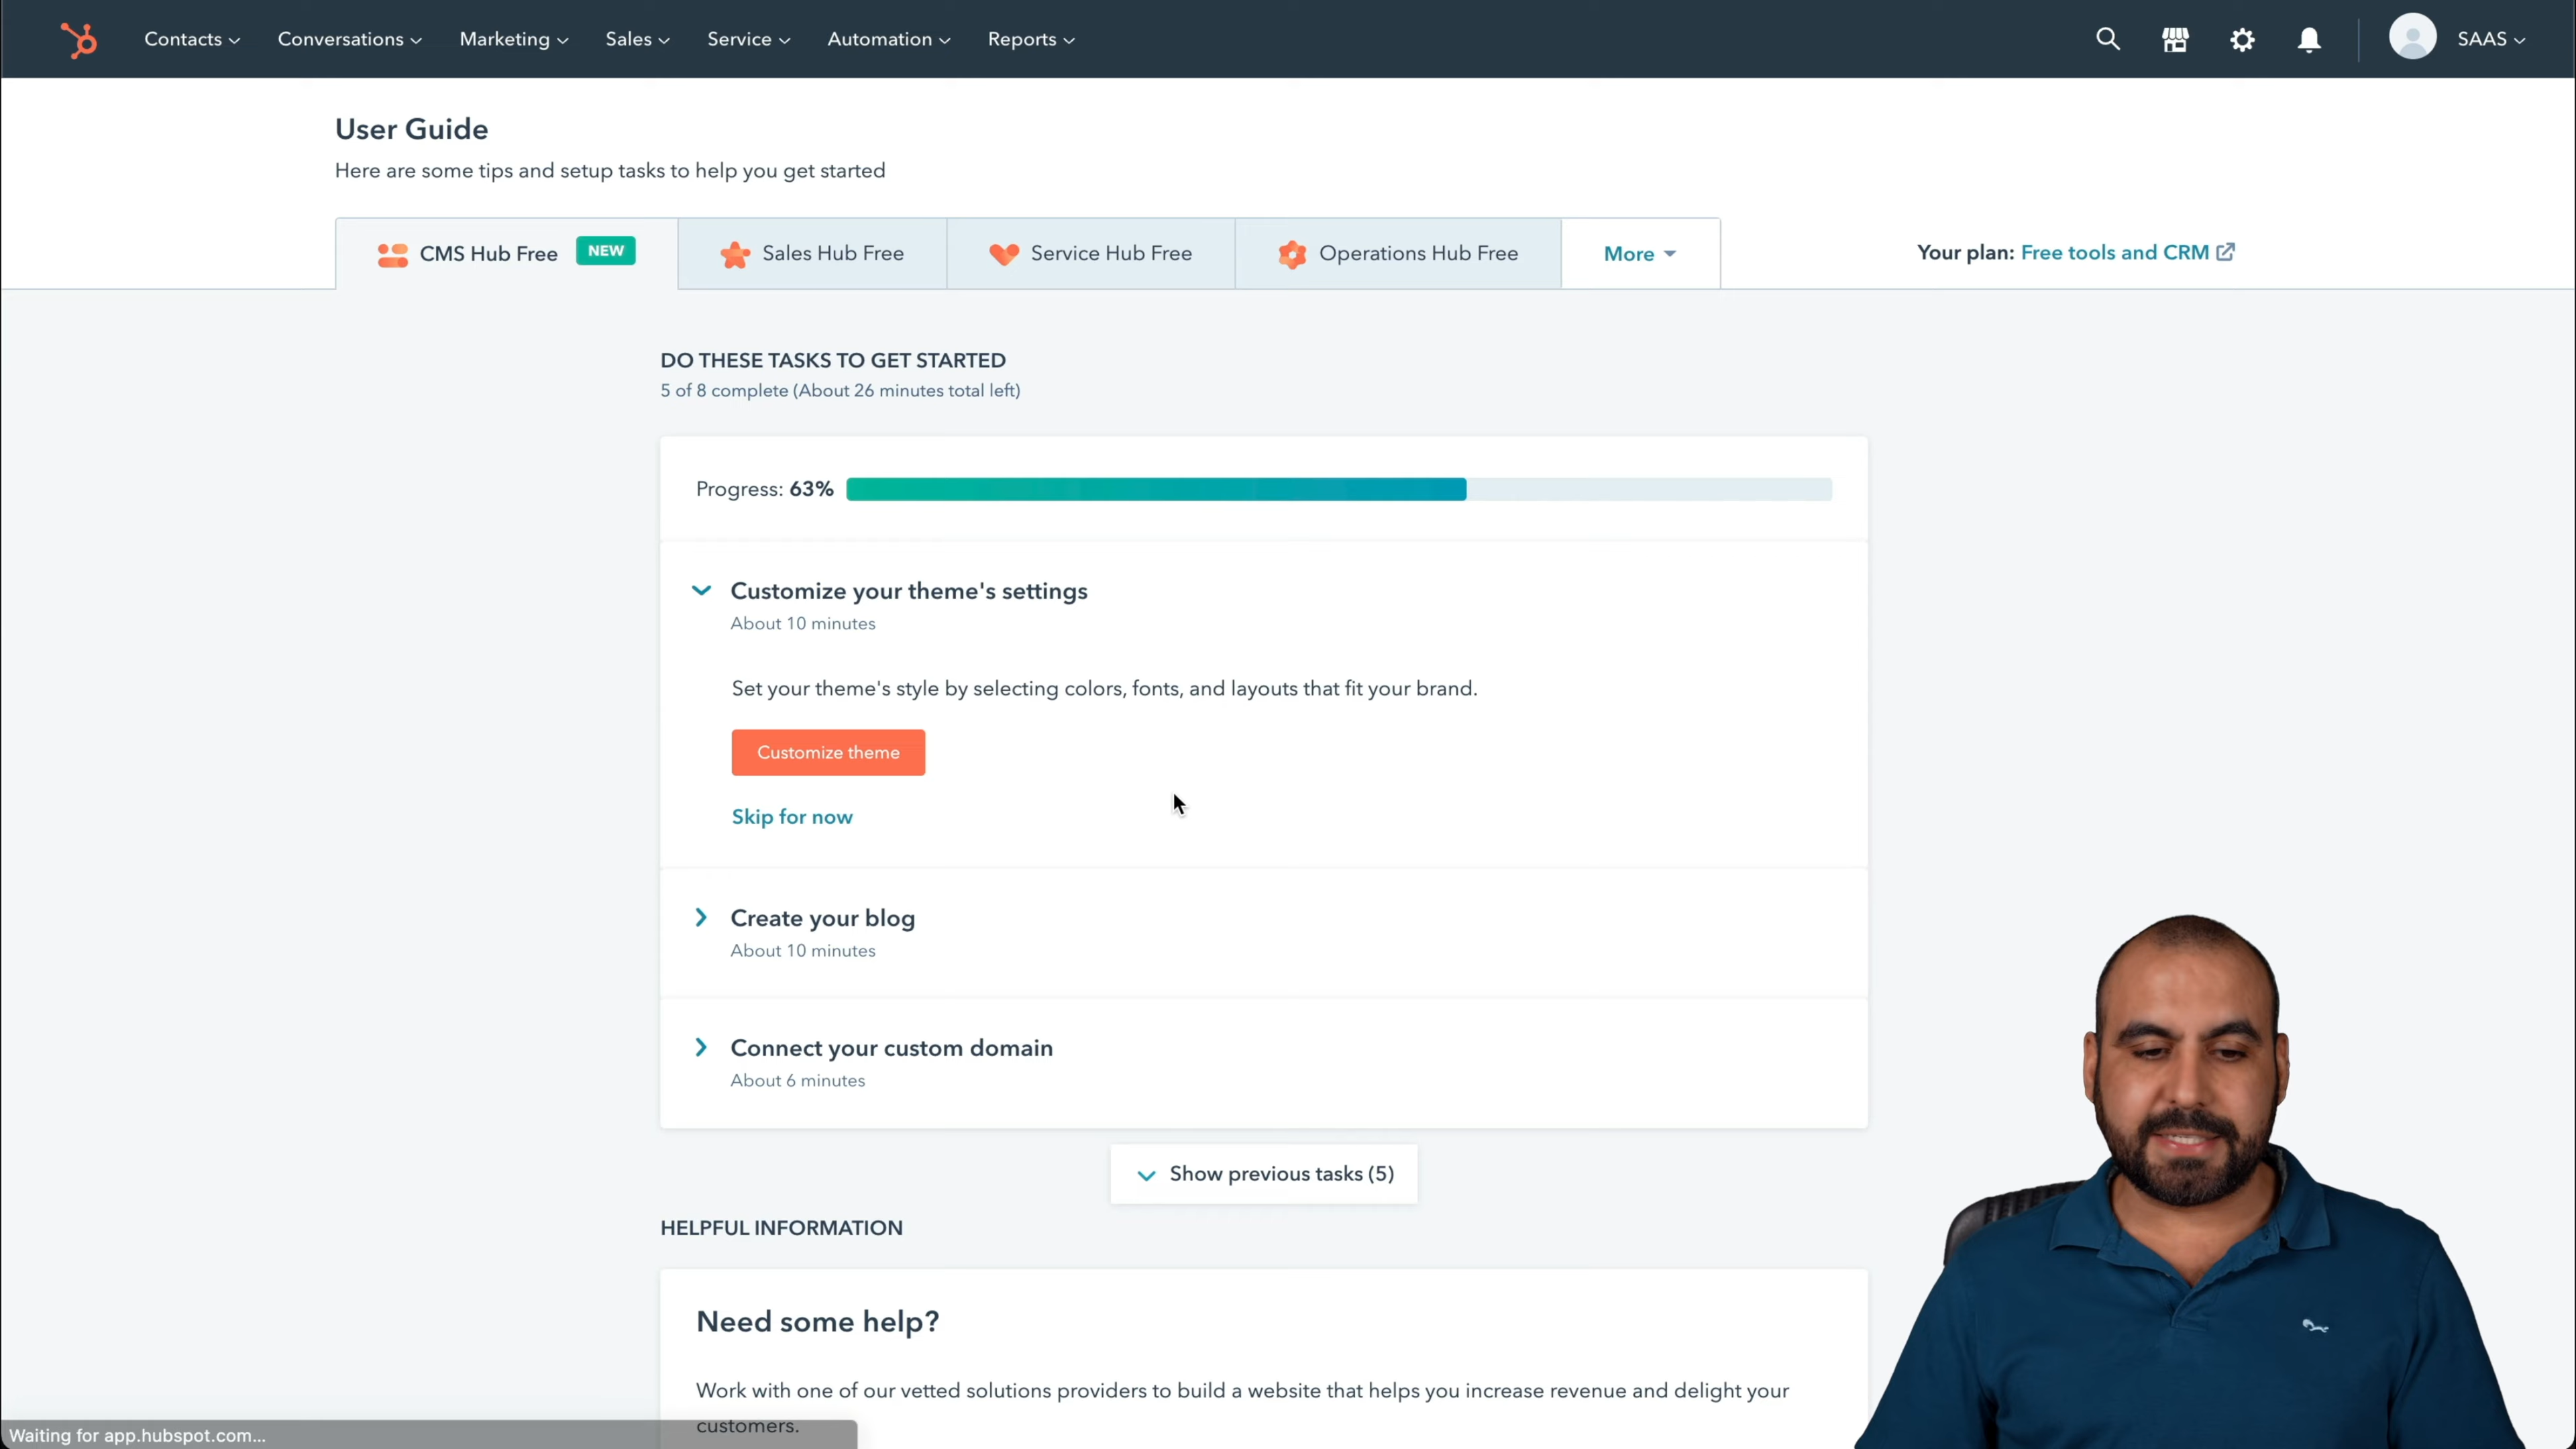 Contacts Conversations Marketing Sales Service Automation Reports SAAS
User Guide
Here are some tips and setup tasks to help you get started
CMS Hub Free NEW Sales Hub Free Service Hub Free Operations Hub Free More Your plan: Free tools and CRM
DO THESE TASKS TO GET STARTED
5 of 8 complete (About 26 minutes total left)
Progress: 63%
Customize your theme's settings
About 10 minutes
Set your theme's style by selecting colors, fonts, and layouts that fit your brand.
Customize theme
Skip for now
Create your blog
About 10 minutes
Connect your custom domain
About 6 minutes
Show previous tasks (5)
HELPFUL INFORMATION
Need some help?
Work with one of our vetted solutions providers to build a website that helps you increase revenue and delight your
customers.
Waiting for app.hubspot.com...